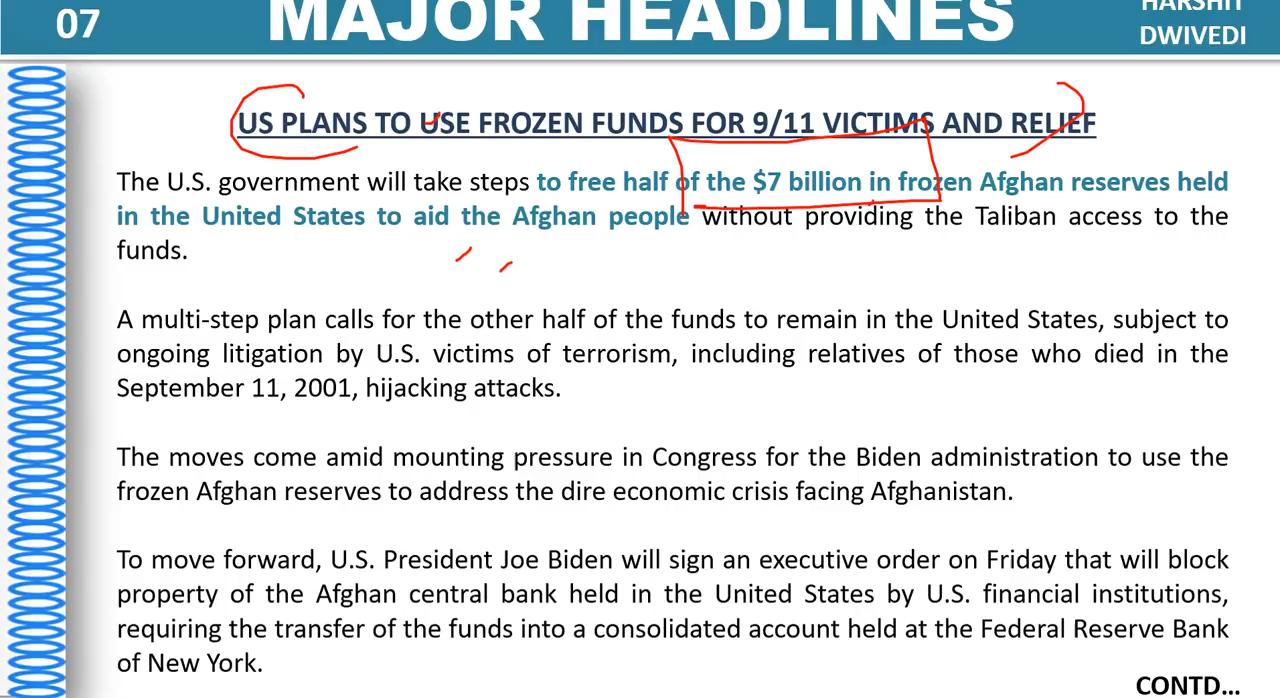 07
MAJOR HEADLINES
HARSHIT
DWIVEDI
US PLANS TO USE FROZEN FUNDS FOR 9/11 VICTIMS AND RELIEF
The U.S. government will take steps to free half of the $7 billion in frozen Afghan reserves held
in the United States to aid the Afghan people without providing the Taliban access to the
funds.
A multi-step plan calls for the other half of the funds to remain in the United States, subject to
ongoing litigation by U.S. victims of terrorism, including relatives of those who died in the
September 11, 2001, hijacking attacks.
The moves come amid mounting pressure in Congress for the Biden administration to use the
frozen Afghan reserves to address the dire economic crisis facing Afghanistan.
To move forward, U.S. President Joe Biden will sign an executive order on Friday that will block
property of the Afghan central bank held in the United States by U.S. financial institutions,
requiring the transfer of the funds into a consolidated account held at the Federal Reserve Bank
of New York.
CONTD...